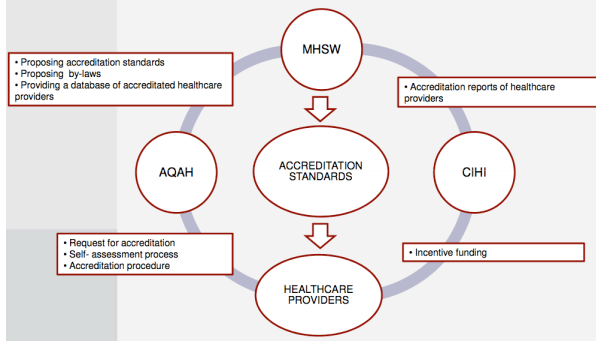 MHSW
• Proposing accreditation standards
• Proposing by-laws
• Providing a database of accreditated healthcare
providers
• Accreditation reports of healthcare
providers
AQAH
ACCREDITATION
STANDARDS
CIHI
• Request for accreditation
• Self- assessment process
• Accreditation procedure
• Incentive funding
HEALTHCARE
PROVIDERS